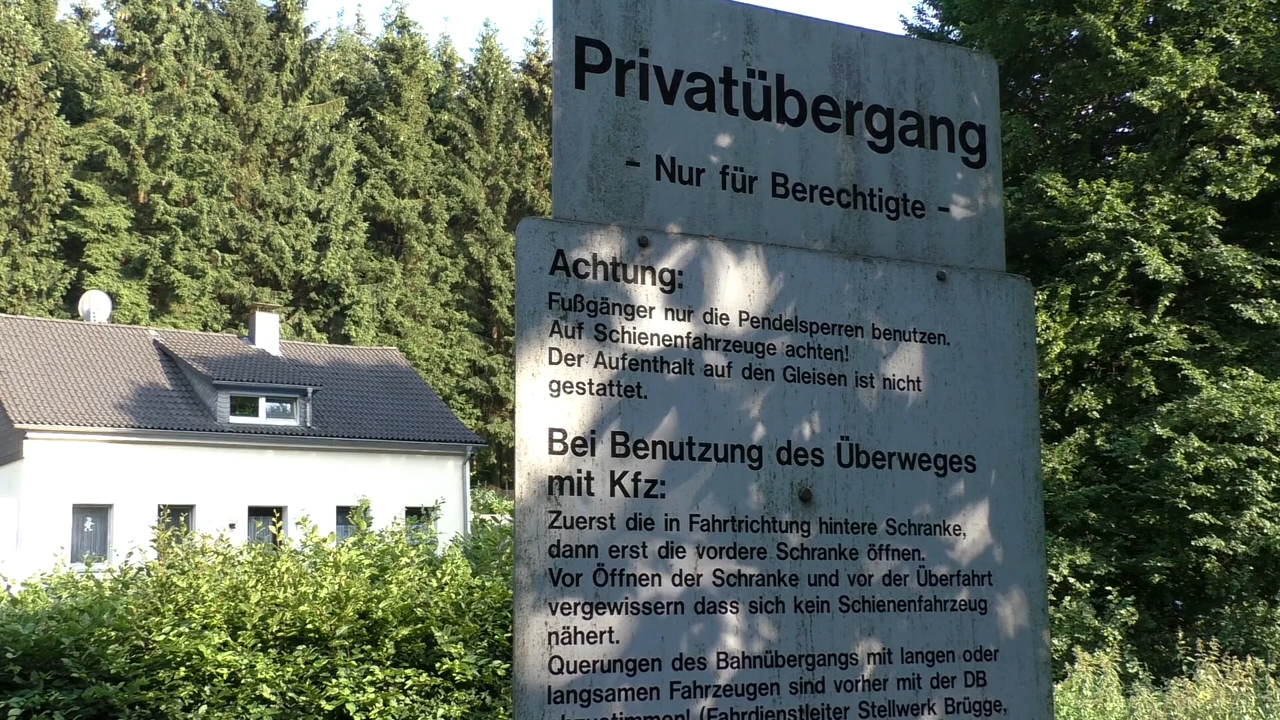 Privatübergang
- Nur für Berechtigte -
Achtung:
Fußgänger nur die Pendelsperren benutzen.
Auf Schienenfahrzeuge achten!
Der Aufenthalt auf den Gleisen ist nicht
gestattet.
Bei Benutzung des Überweges
mit Kfz:
Zuerst die in Fahrtrichtung hintere Schranke,
dann erst die vordere Schranke öffnen.
Vor Öffnen der Schranke und vor der Überfahrt
vergewissern dass sich kein Schienenfahrzeug
nähert.
Querungen des Bahnübergangs mit langen oder
langsamen Fahrzeugen sind vorher mit der DB
abzustimmen! (Fahrdienstleiter Stellwerk Brügge,